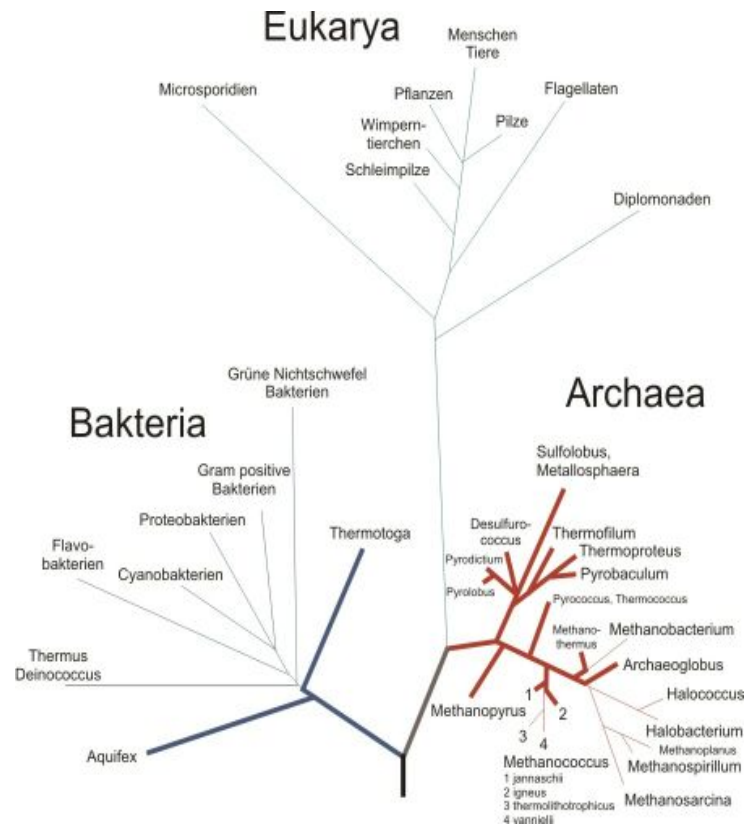 Eukarya
Menschen
Tiere
Microsporidien
Pflanzen
Flagellaten
Wimpern-
tierchen
Pilze
Schleimpilze
Diplomonaden
Grüne Nichtschwefel
Bakterien
Archaea
Bakteria
Sulfolobus,
Metallosphaera
Gram positive
Bakterien
Proteobakterien
Thermotoga
Desulfuro-
coccus
Thermofilum
Flavo-
bakterien
Thermoproteus
Pyrodictium
Cyanobakterien
Pyrobaculum
Pyrolobus
Pyrococcus, Thermococcus
Methano-
thermus
Methanobacterium
Thermus
Deinococcus
Archaeoglobus
Halococcus
Methanopyrus
1
2
3
4
Halobacterium
Aquifex
Methanoplanus
Methanospirillum
Methanosarcina
Methanococcus
1 jannaschii
2 igneus
3 thermolithotrophicus
4 vannielii